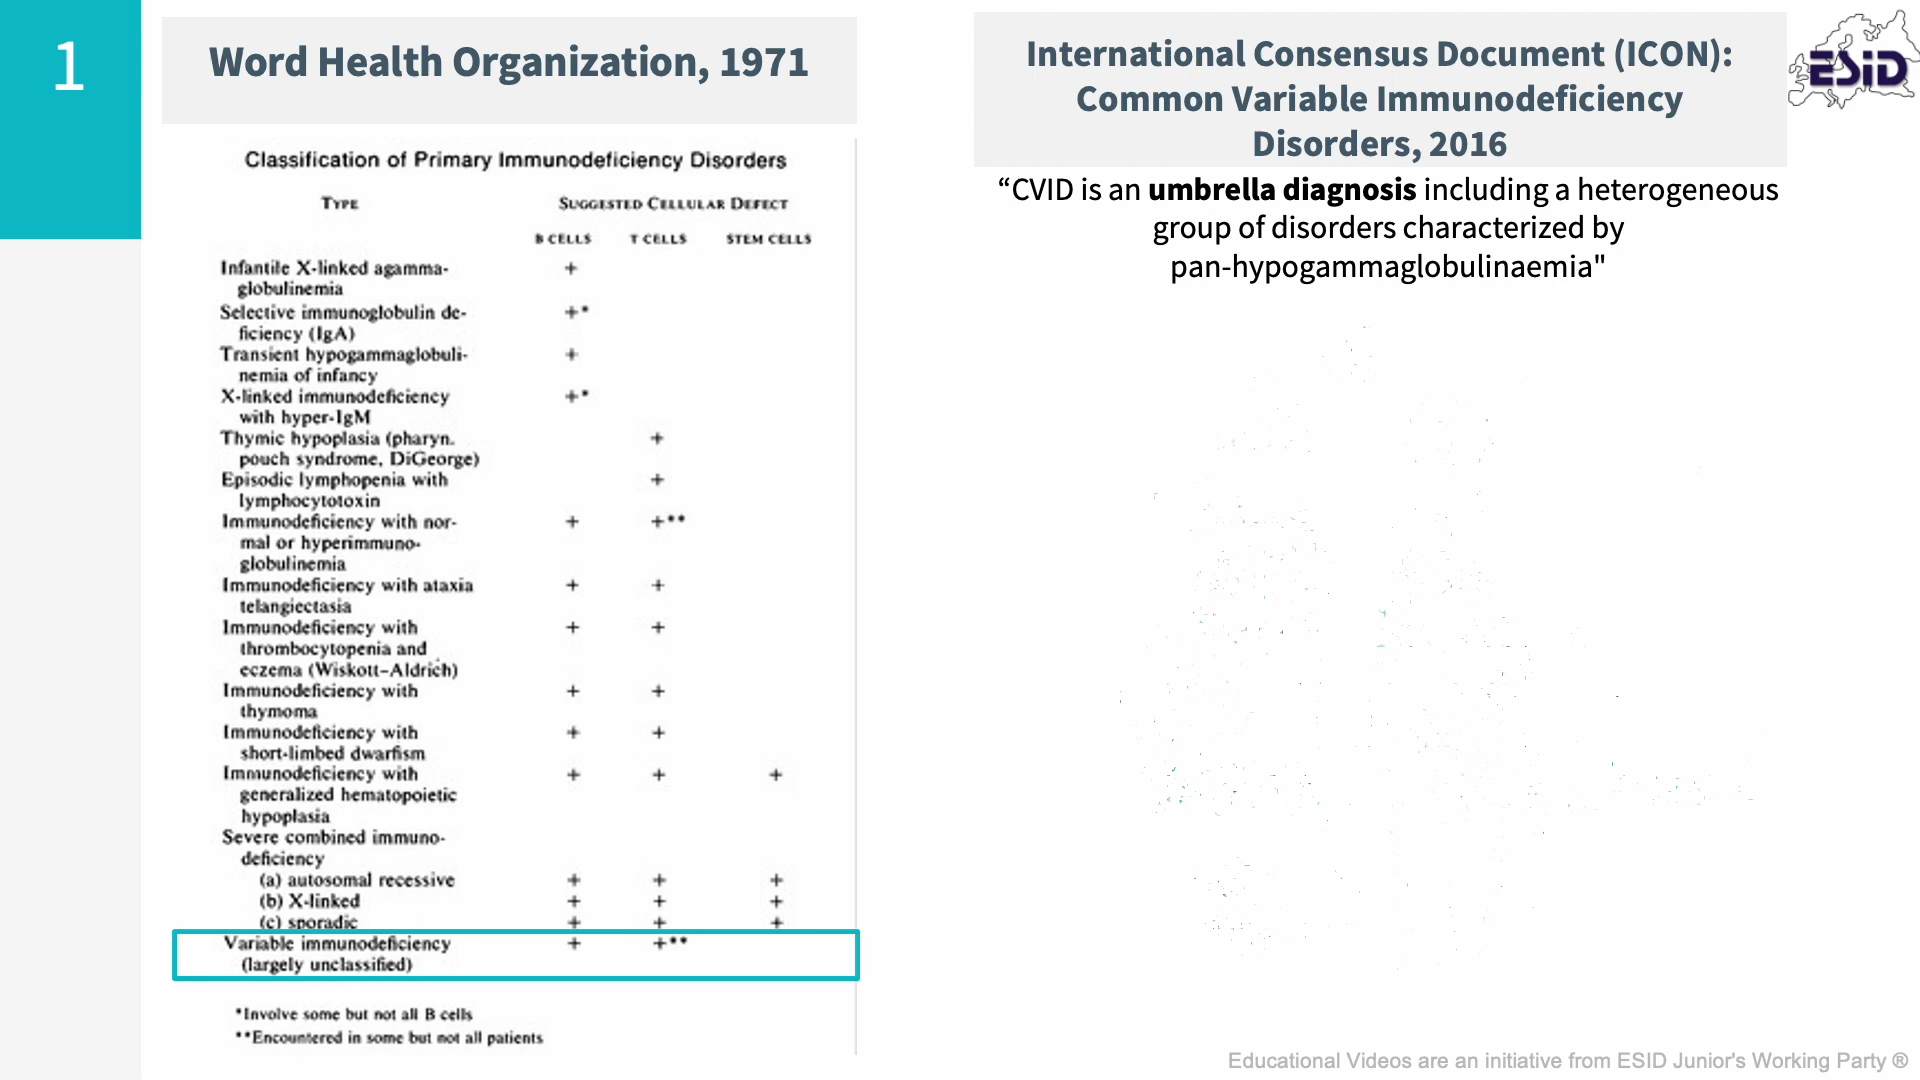 1
Word Health Organization, 1971
Classification of Primary Immunodeficiency Disorders
TYPE SUGGESTED CELLULAR DEFECT
B CELLS T CELLS STEM CELLS
Infantile X-linked agamma- +
globulinemia
Selective immunoglobulin de- +*
ficiency (IgA)
Transient hypogammaglobuli- +
nemia of infancy
X-linked immunodeficiency +*
with hyper-IgM
Thymic hypoplasia (pharyn. +
pouch syndrome, DiGeorge)
Episodic lymphopenia with +
lymphocytotoxin
Immunodeficiency with nor- + +**
mal or hyperimmuno-
globulinemia
Immunodeficiency with ataxia + +
telangiectasia
Immunodeficiency with + +
thrombocytopenia and
eczema (Wiskott–Aldrich)
Immunodeficiency with + +
thymoma
Immunodeficiency with + +
short-limbed dwarfism
Immunodeficiency with + + +
generalized hematopoietic
hypoplasia
Severe combined immuno-
deficiency
(a) autosomal recessive + + +
(b) X-linked + + +
(c) sporadic + + +
Variable immunodeficiency + +**
(largely unclassified)
*Involve some but not all B cells
**Encountered in some but not all patients
International Consensus Document (ICON):
Common Variable Immunodeficiency
Disorders, 2016
ESiD
“CVID is an umbrella diagnosis including a heterogeneous
group of disorders characterized by
pan-hypogammaglobulinaemia"
Educational Videos are an initiative from ESID Junior's Working Party ®